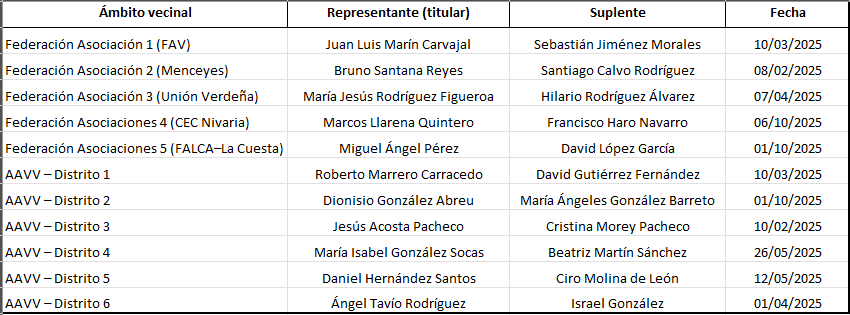 Ámbito vecinal Representante (titular) Suplente Fecha
Federación Asociación 1 (FAV) Juan Luis Marín Carvajal Sebastián Jiménez Morales 10/03/2025
Federación Asociación 2 (Menceyes) Bruno Santana Reyes Santiago Calvo Rodríguez 08/02/2025
Federación Asociación 3 (Unión Verdeña) María Jesús Rodríguez Figueroa Hilario Rodríguez Álvarez 07/04/2025
Federación Asociaciones 4 (CEC Nivaria) Marcos Llarena Quintero Francisco Haro Navarro 06/10/2025
Federación Asociaciones 5 (FALCA–La Cuesta) Miguel Ángel Pérez David López García 01/10/2025
AAVV – Distrito 1 Roberto Marrero Carracedo David Gutiérrez Fernández 10/03/2025
AAVV – Distrito 2 Dionisio González Abreu María Ángeles González Barreto 01/10/2025
AAVV – Distrito 3 Jesús Acosta Pacheco Cristina Morey Pacheco 10/02/2025
AAVV – Distrito 4 María Isabel González Socas Beatriz Martín Sánchez 26/05/2025
AAVV – Distrito 5 Daniel Hernández Santos Ciro Molina de León 12/05/2025
AAVV – Distrito 6 Ángel Tavío Rodríguez Israel González 01/04/2025